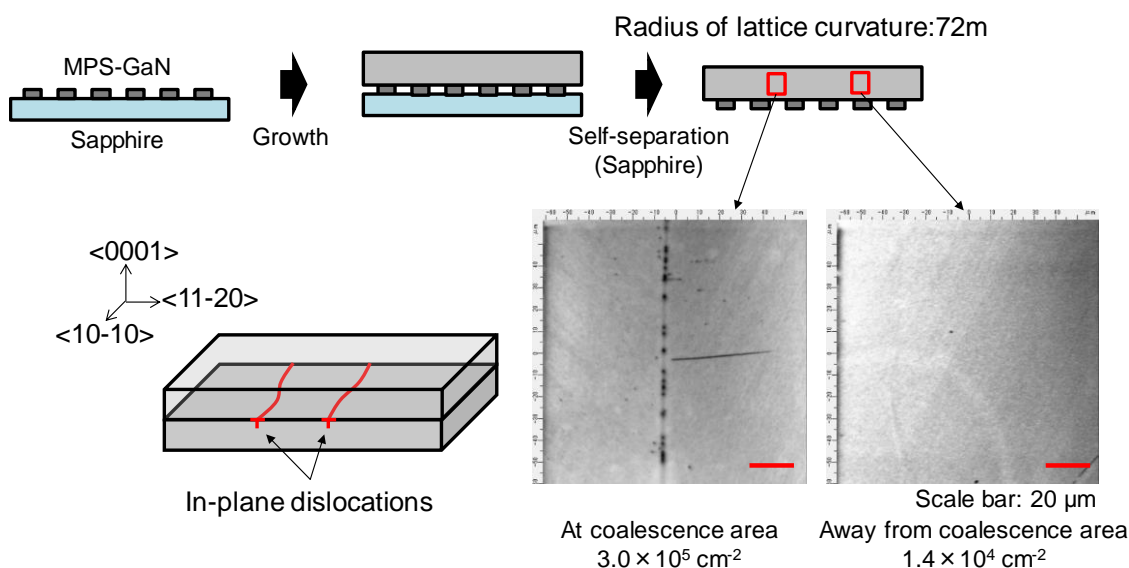 Radius of lattice curvature:72m
MPS-GaN
Sapphire
Growth
Self-separation
(Sapphire)
<0001>
<11-20>
<10-10>
In-plane dislocations
Scale bar: 20 μm
At coalescence area
3.0×10⁵ cm⁻²
Away from coalescence area
1.4×10⁴ cm⁻²